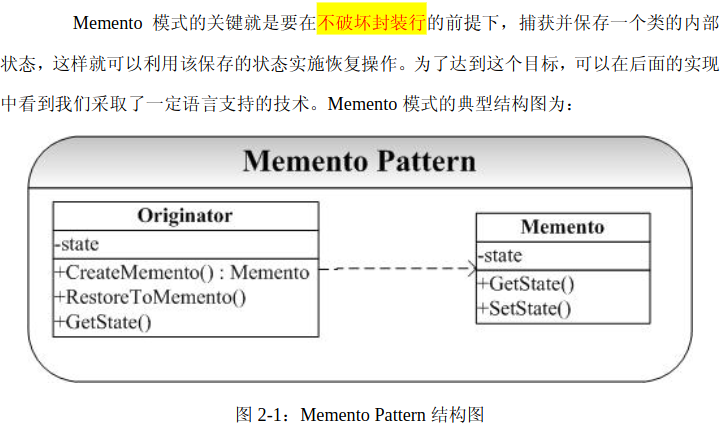 Memento 模式的关键就是要在不破坏封装行的前提下，捕获并保存一个类的内部
状态，这样就可以利用该保存的状态实施恢复操作。为了达到这个目标，可以在后面的实现
中看到我们采取了一定语言支持的技术。Memento 模式的典型结构图为：
Memento Pattern
Originator
-state
+CreateMemento() : Memento
+RestoreToMemento()
+GetState()
Memento
-state
+GetState()
+SetState()
图 2-1：Memento Pattern 结构图